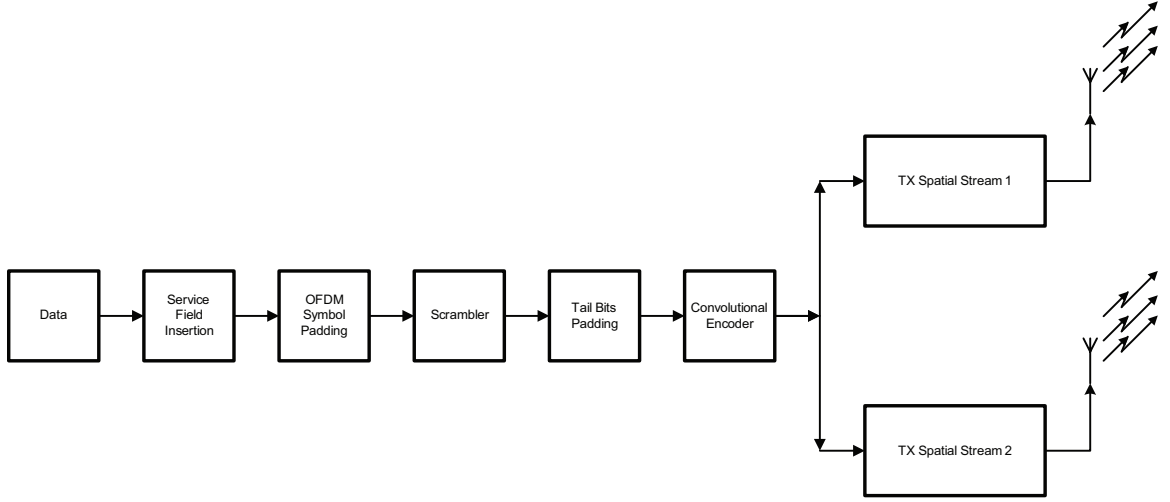 Data
Service
Field
Insertion
OFDM
Symbol
Padding
Scrambler
Tail Bits
Padding
Convolutional
Encoder
TX Spatial Stream 1
TX Spatial Stream 2